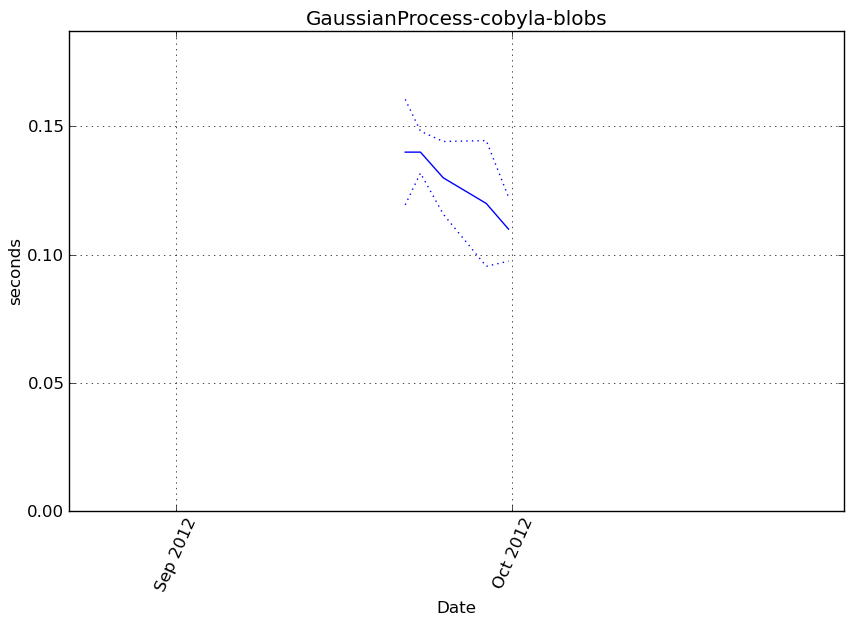 GaussianProcess-cobyla-blobs
seconds
0.15
0.10
0.05
0.00
Sep 2012
Oct 2012
Date